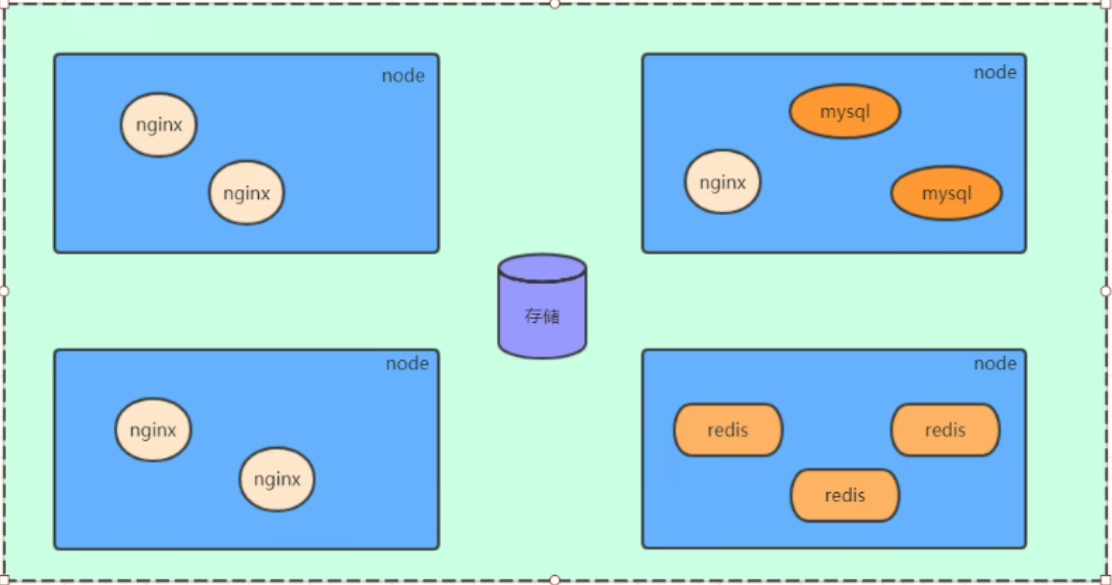 node
nginx
nginx
node
mysql
nginx
mysql
存储
node
nginx
nginx
node
redis
redis
redis